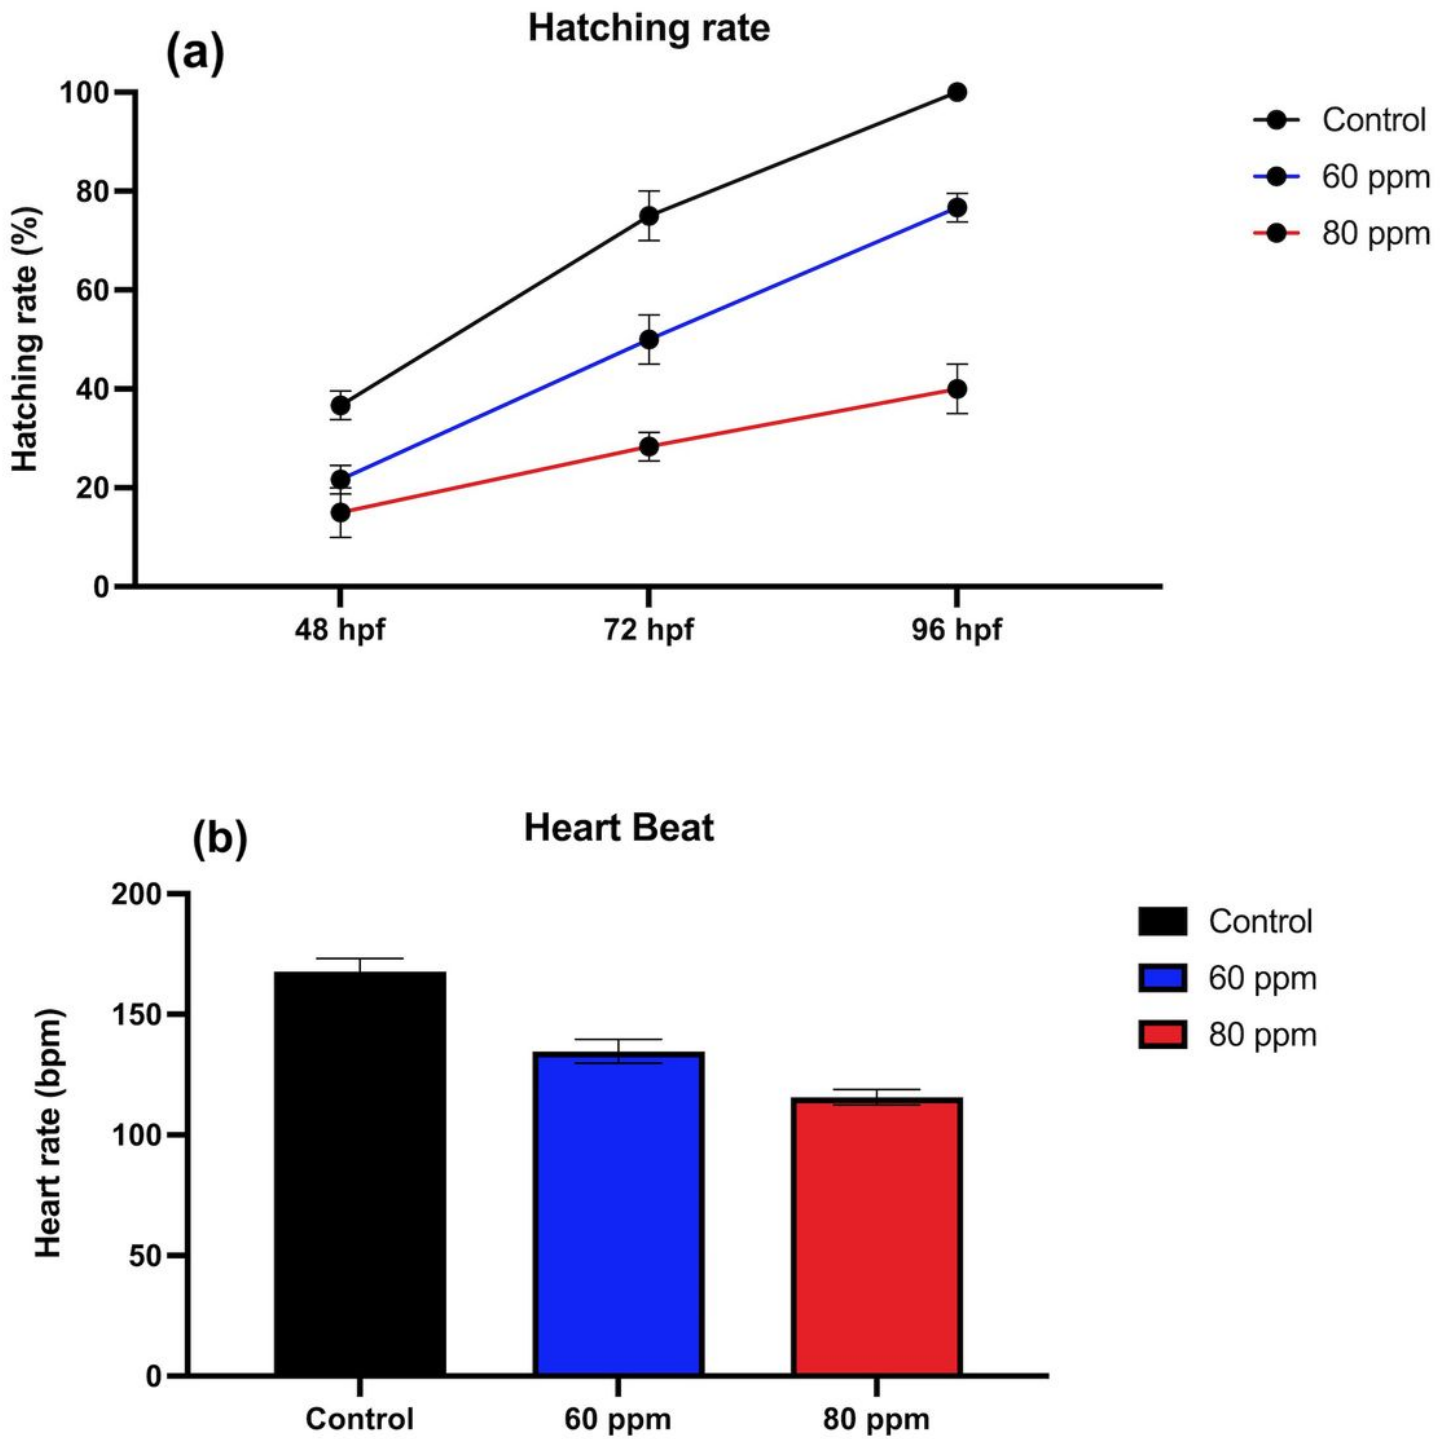 (a)
Hatching rate
Hatching rate (%)
100
80
60
40
20
0
48 hpf
72 hpf
96 hpf
Control
60 ppm
80 ppm
(b)
Heart Beat
Heart rate (bpm)
200
150
100
50
0
Control
60 ppm
80 ppm
Control
60 ppm
80 ppm